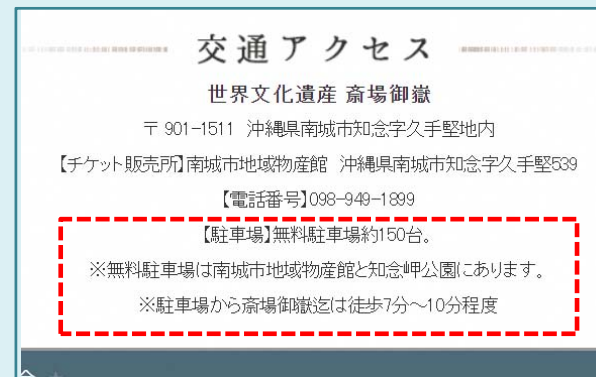 交通アクセス
世界文化遺産 斎場御嶽
〒 901-1511 沖縄県南城市知念字久手堅地内
【チケット販売所】南城市地域物産館 沖縄県南城市知念字久手堅539
【電話番号】098-949-1899
【駐車場】無料駐車場約150台。
※無料駐車場は南城市地域物産館と知念岬公園にあります。
※駐車場から斎場御嶽迄は徒歩7分～10分程度